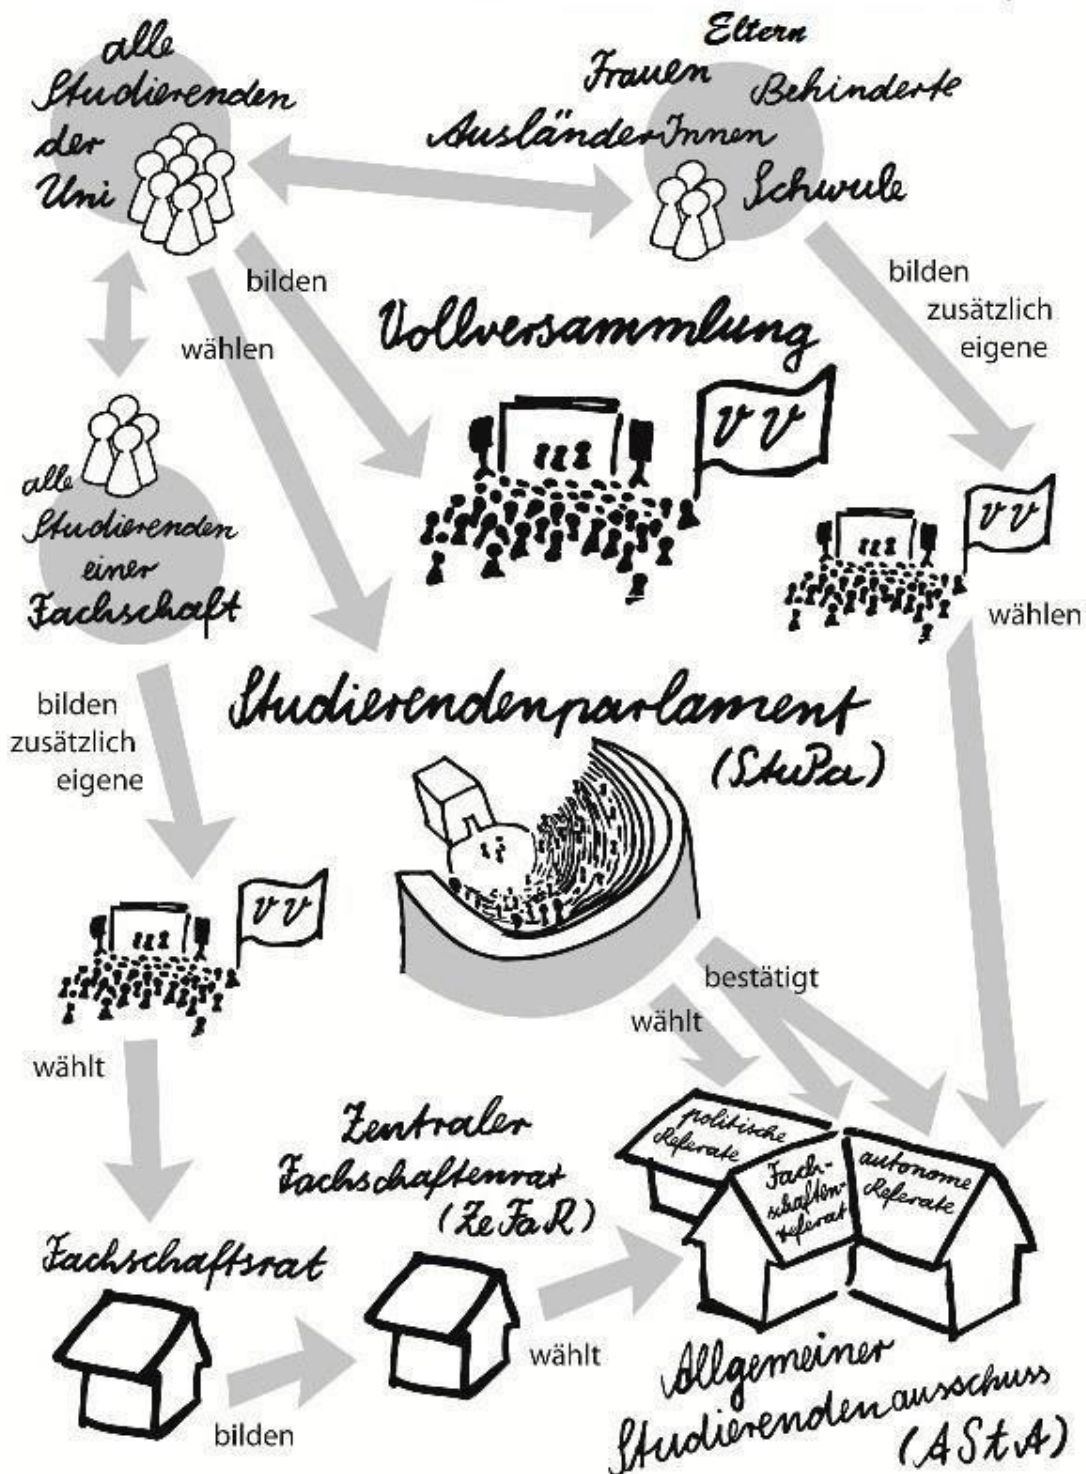 alle
Studierenden
der
Uni
Eltern
Frauen
Behinderte
AusländerInnen
Schwule
bilden
wählen
bilden
zusätzlich
eigene
Vollversammlung
VV
VV
wählen
alle
Studierenden
einer
Fachschaft
bilden
zusätzlich
eigene
Studierendenparlament
(StuPa)
VV
bestätigt
wählt
wählt
Zentraler
Fachschaftenrat
(ZeFaR)
politische
Referate
Fach-
schaften-
referat
autonome
Referate
Fachschaftsrat
bilden
wählt
Allgemeiner
Studierendenausschuss
(AStA)